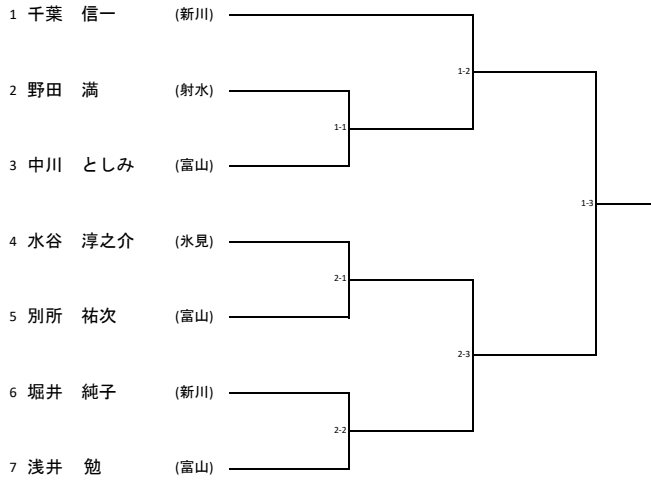 1 千葉　信一 (新川)
1-2
2 野田　満 (射水)
1-1
3 中川　としみ (富山)
1-3
4 水谷　淳之介 (氷見)
2-1
5 別所　祐次 (富山)
2-3
6 堀井　純子 (新川)
2-2
7 浅井　勉 (富山)